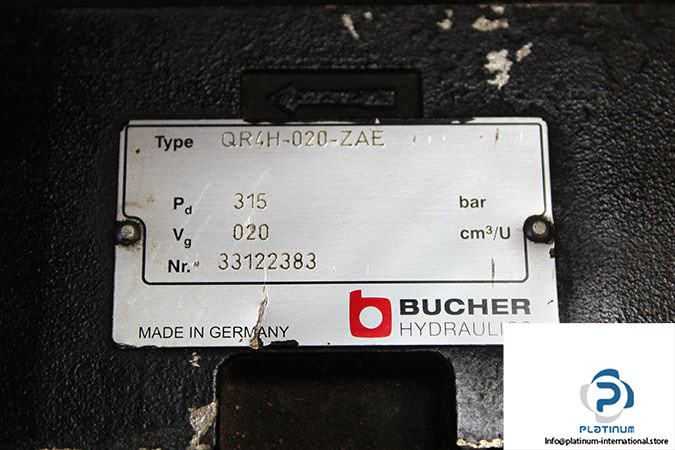 Type QR4H-020-ZAE
Pd 315 bar
Vg 020 cm³/U
Nr. 33122383
BUCHER
HYDRAULICS
MADE IN GERMANY
PLATINUM
Info@platinum-international.store